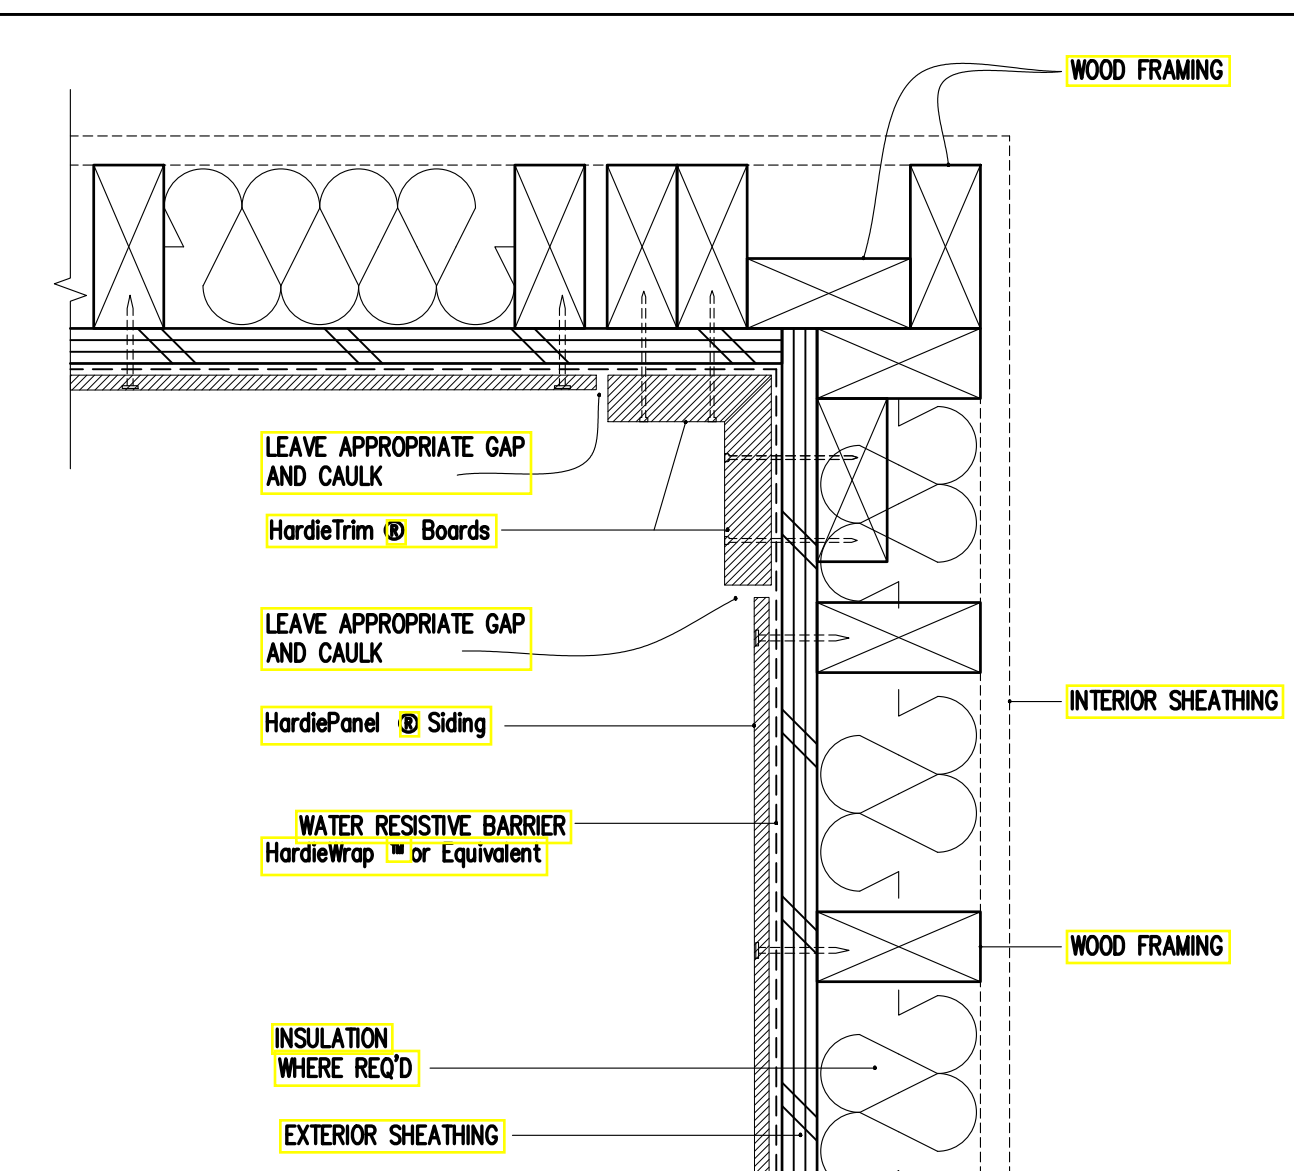 WOOD FRAMING
LEAVE APPROPRIATE GAP
AND CAULK
HardieTrim ® Boards
LEAVE APPROPRIATE GAP
AND CAULK
HardiePanel ® Siding
INTERIOR SHEATHING
WATER RESISTIVE BARRIER
HardieWrap ™ or Equivalent
WOOD FRAMING
INSULATION
WHERE REQ'D
EXTERIOR SHEATHING